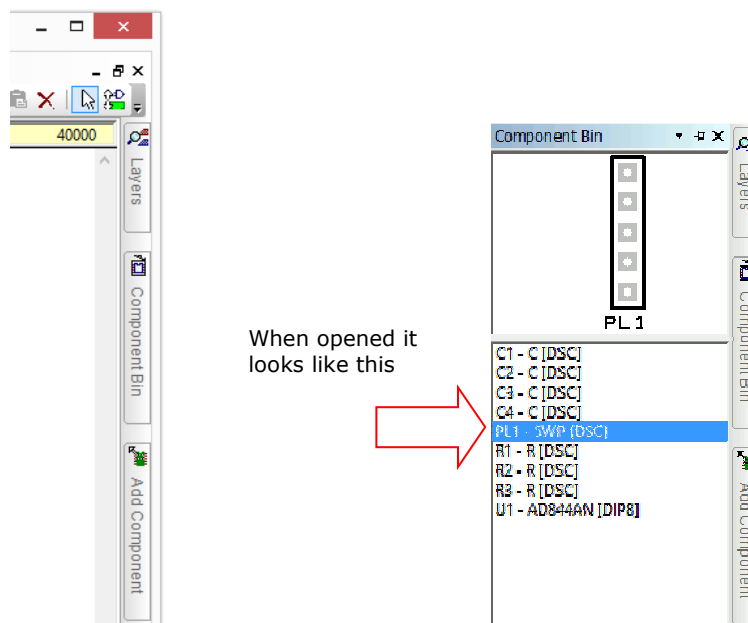 40000
Layers
Component Bin
Add Component
When opened it
looks like this
Component Bin
PL1
C1 - C [DSC]
C2 - C [DSC]
C3 - C [DSC]
C4 - C [DSC]
PL1 - 5WP [DSC]
R1 - R [DSC]
R2 - R [DSC]
R3 - R [DSC]
U1 - AD844AN [DIP8]
Layers
Component Bin
Add Component